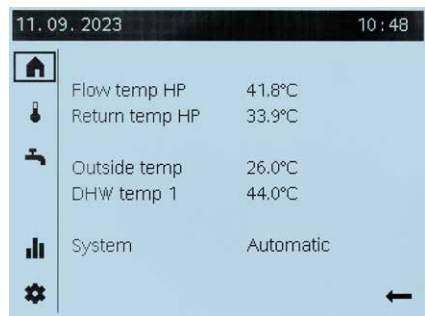 11. 09. 2023 10:48
Flow temp HP 41.8°C
Return temp HP 33.9°C
Outside temp 26.0°C
DHW temp 1 44.0°C
System Automatic